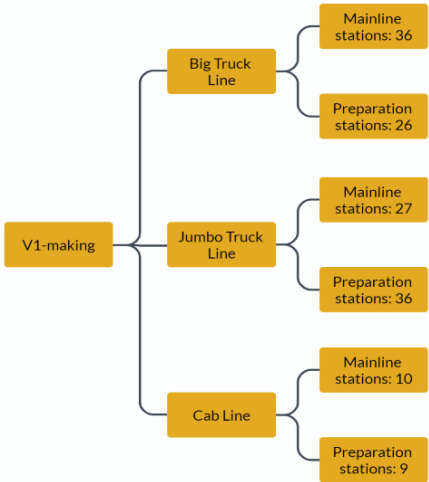 V1-making
Big Truck
Line
Mainline
stations: 36
Preparation
stations: 26
Jumbo Truck
Line
Mainline
stations: 27
Preparation
stations: 36
Cab Line
Mainline
stations: 10
Preparation
stations: 9